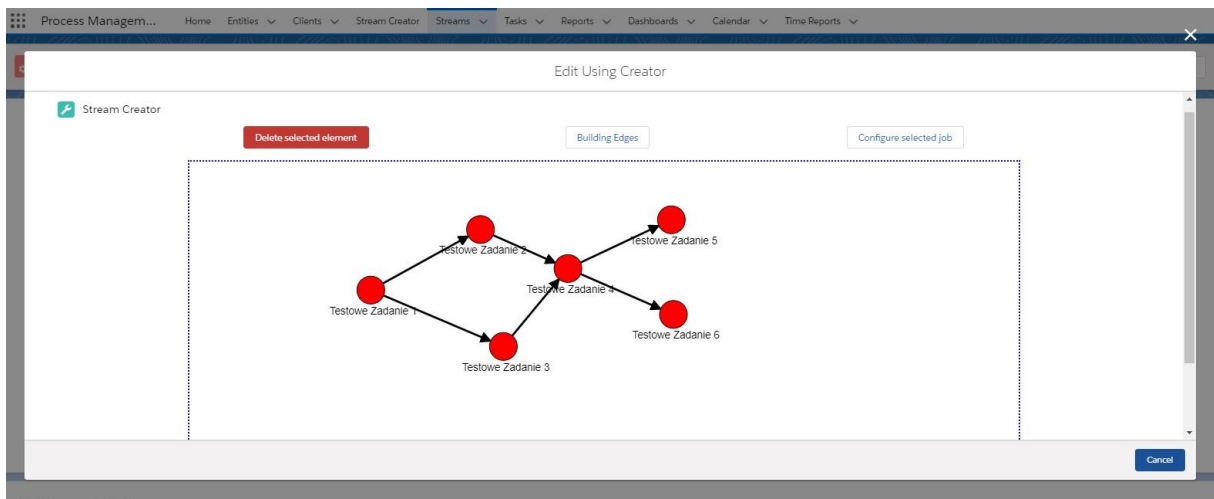 Process Managem... Home Entities Clients Stream Creator Streams Tasks Reports Dashboards Calendar Time Reports
Edit Using Creator
Stream Creator
Delete selected element Building Edges Configure selected job
Testowe Zadanie 5
Testowe Zadanie 2
Testowe Zadanie 4
Testowe Zadanie 1
Testowe Zadanie 6
Testowe Zadanie 3
Cancel